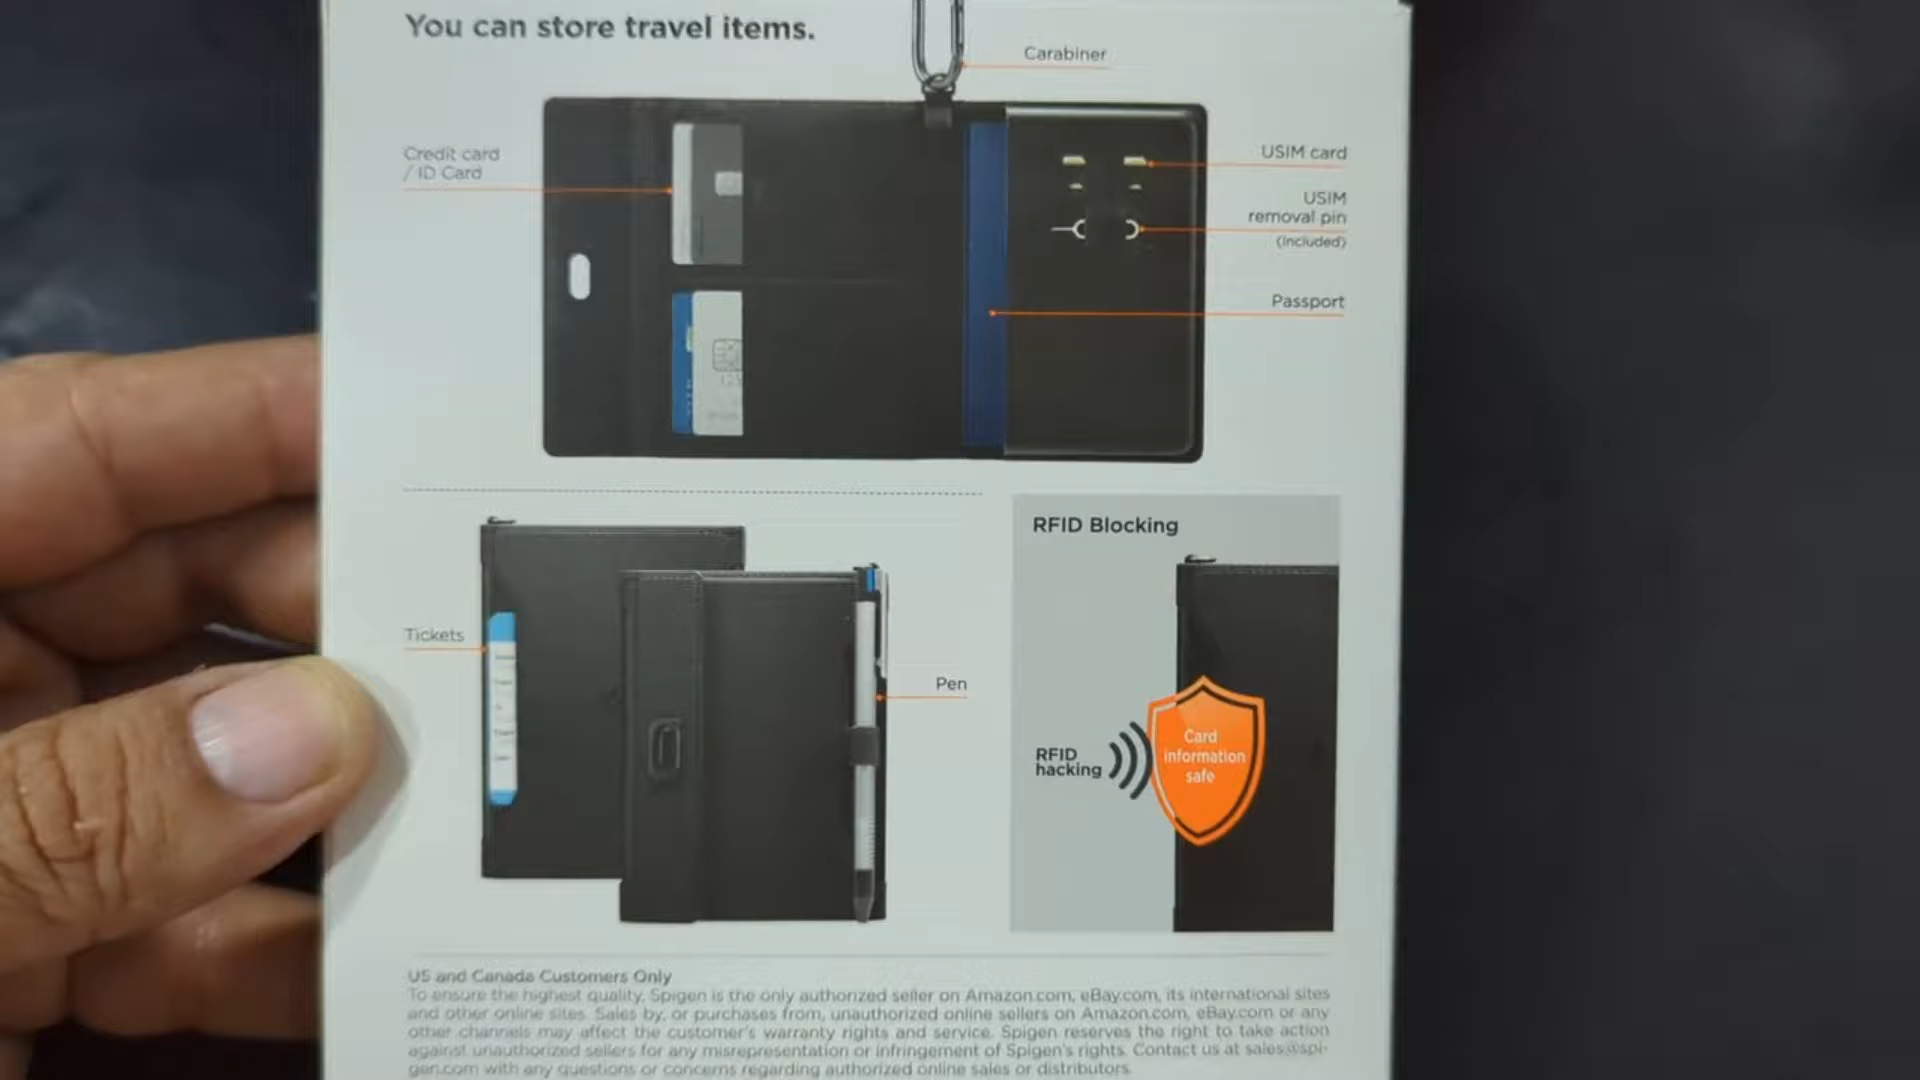 You can store travel items.
Carabiner
Credit card
/ ID Card
USIM card
USIM
removal pin
(Included)
Passport
Tickets
Pen
RFID Blocking
RFID
hacking
Card
information
safe
US and Canada Customers Only
To ensure the highest quality, Spigen is the only authorized seller on Amazon.com, eBay.com, its international sites
and other online sites. Sales by, or purchases from, unauthorized online sellers on Amazon.com, eBay.com or any
other channels may affect the customer's warranty rights and service. Spigen reserves the right to take action
against unauthorized sellers for any misrepresentation or infringement of Spigen's rights. Contact us at sales@spi-
gen.com with any questions or concerns regarding authorized online sales or distributors.